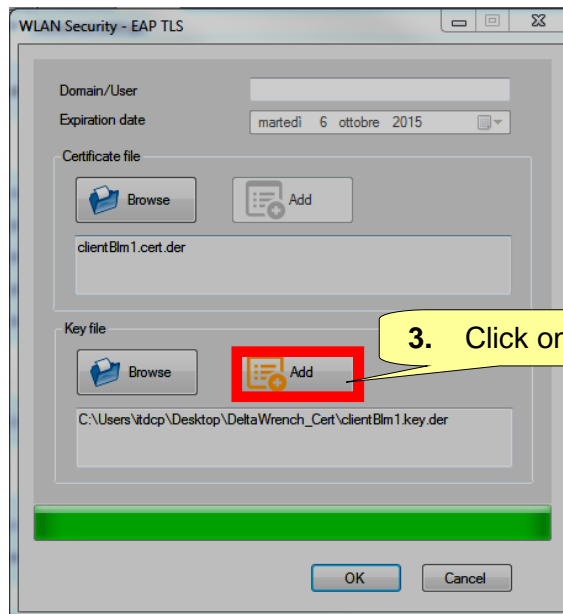 WLAN Security - EAP TLS
Domain/User
Expiration date
martedì 6 ottobre 2015
Certificate file
Browse
Add
clientBlm1.cert.der
Key file
3. Click on
Browse
Add
C:\Users\itdcp\Desktop\DeltaWrench_Cert\clientBlm1.key.der
OK
Cancel